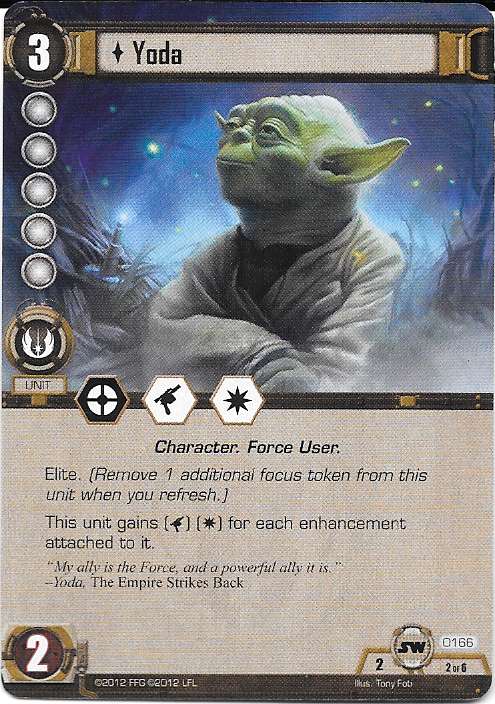 3
Yoda
UNIT
Character. Force User.
Elite. (Remove 1 additional focus token from this
unit when you refresh.)
This unit gains ( ) ( ) for each enhancement
attached to it.
"My ally is the Force, and a powerful ally it is."
–Yoda, The Empire Strikes Back
2
SW
0166
2
2 OF 6
©2012 FFG ©2012 LFL
Illus. Tony Foti